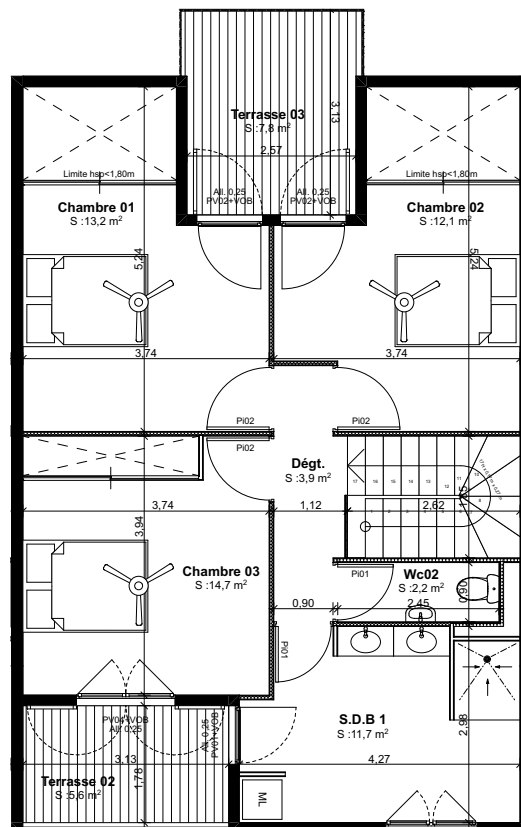 Terrasse 03
S :7,8 m²
3,13
2,57
Limite hsp<1,80m
All. 0,25
PV02+VOB
All. 0,25
PV02+VOB
Limite hsp<1,80m
Chambre 01
S :13,2 m²
Chambre 02
S :12,1 m²
5,24
5,24
3,74
3,74
Pi02
Pi02
Pi02
Dégt.
S :3,9 m²
3,74
1,12
2,62
3,94
Chambre 03
S :14,7 m²
Pi01
Wc02
S :2,2 m²
0,90
2,45
0,90
Pi01
PV04+VOB
All: 0,25
All. 0,25
PV01+VOB
S.D.B 1
S :11,7 m²
2,98
3,13
4,27
Terrasse 02
S :5,6 m²
1,78
ML